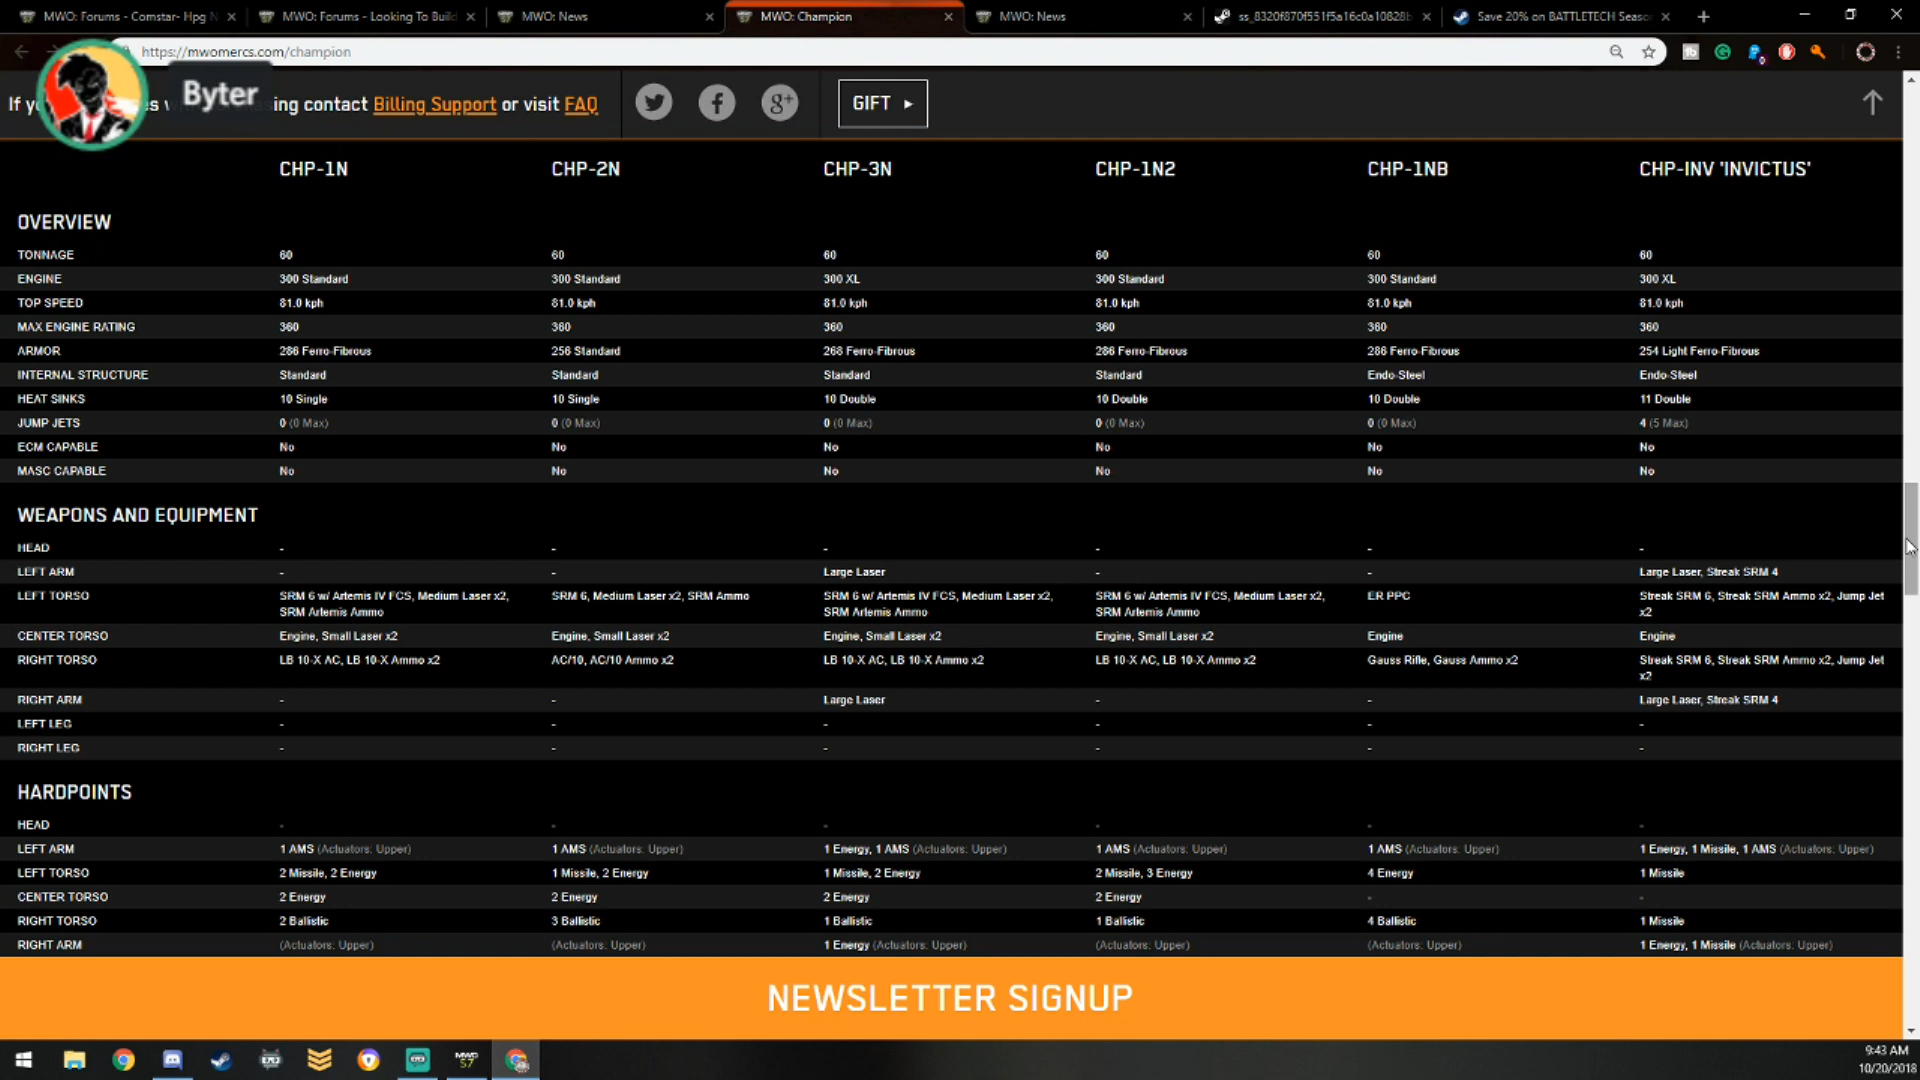 MWO: Forums - Comstar- Hpg N
MWO: Forums - Looking To Build
MWO: News
MWO: Champion
MWO: News
ss_8320f870f551f5a16c0a10828b
Save 20% on BATTLETECH Seaso
https://mwomercs.com/champion
Byter
If yo es w sing contact Billing Support or visit FAQ
GIFT ▸
CHP-1N CHP-2N CHP-3N CHP-1N2 CHP-1NB CHP-INV 'INVICTUS'
OVERVIEW
TONNAGE 60 60 60 60 60 60
ENGINE 300 Standard 300 Standard 300 XL 300 Standard 300 Standard 300 XL
TOP SPEED 81.0 kph 81.0 kph 81.0 kph 81.0 kph 81.0 kph 81.0 kph
MAX ENGINE RATING 360 360 360 360 360 360
ARMOR 286 Ferro-Fibrous 256 Standard 268 Ferro-Fibrous 286 Ferro-Fibrous 286 Ferro-Fibrous 254 Light Ferro-Fibrous
INTERNAL STRUCTURE Standard Standard Standard Standard Endo-Steel Endo-Steel
HEAT SINKS 10 Single 10 Single 10 Double 10 Double 10 Double 11 Double
JUMP JETS 0 (0 Max) 0 (0 Max) 0 (0 Max) 0 (0 Max) 0 (0 Max) 4 (5 Max)
ECM CAPABLE No No No No No No
MASC CAPABLE No No No No No No
WEAPONS AND EQUIPMENT
HEAD - - - - - -
LEFT ARM - - Large Laser - - Large Laser, Streak SRM 4
LEFT TORSO SRM 6 w/ Artemis IV FCS, Medium Laser x2, SRM 6, Medium Laser x2, SRM Ammo SRM 6 w/ Artemis IV FCS, Medium Laser x2, SRM 6 w/ Artemis IV FCS, Medium Laser x2, ER PPC Streak SRM 6, Streak SRM Ammo x2, Jump Jet
SRM Artemis Ammo SRM Artemis Ammo SRM Artemis Ammo x2
CENTER TORSO Engine, Small Laser x2 Engine, Small Laser x2 Engine, Small Laser x2 Engine, Small Laser x2 Engine Engine
RIGHT TORSO LB 10-X AC, LB 10-X Ammo x2 AC/10, AC/10 Ammo x2 LB 10-X AC, LB 10-X Ammo x2 LB 10-X AC, LB 10-X Ammo x2 Gauss Rifle, Gauss Ammo x2 Streak SRM 6, Streak SRM Ammo x2, Jump Jet
x2
RIGHT ARM - - Large Laser - - Large Laser, Streak SRM 4
LEFT LEG - - - - - -
RIGHT LEG - - - - - -
HARDPOINTS
HEAD - - - - - -
LEFT ARM 1 AMS (Actuators: Upper) 1 AMS (Actuators: Upper) 1 Energy, 1 AMS (Actuators: Upper) 1 AMS (Actuators: Upper) 1 AMS (Actuators: Upper) 1 Energy, 1 Missile, 1 AMS (Actuators: Upper)
LEFT TORSO 2 Missile, 2 Energy 1 Missile, 2 Energy 1 Missile, 2 Energy 2 Missile, 3 Energy 4 Energy 1 Missile
CENTER TORSO 2 Energy 2 Energy 2 Energy 2 Energy - -
RIGHT TORSO 2 Ballistic 3 Ballistic 1 Ballistic 1 Ballistic 4 Ballistic 1 Missile
RIGHT ARM (Actuators: Upper) (Actuators: Upper) 1 Energy (Actuators: Upper) (Actuators: Upper) (Actuators: Upper) 1 Energy, 1 Missile (Actuators: Upper)
NEWSLETTER SIGNUP
9:43 AM
10/20/2018